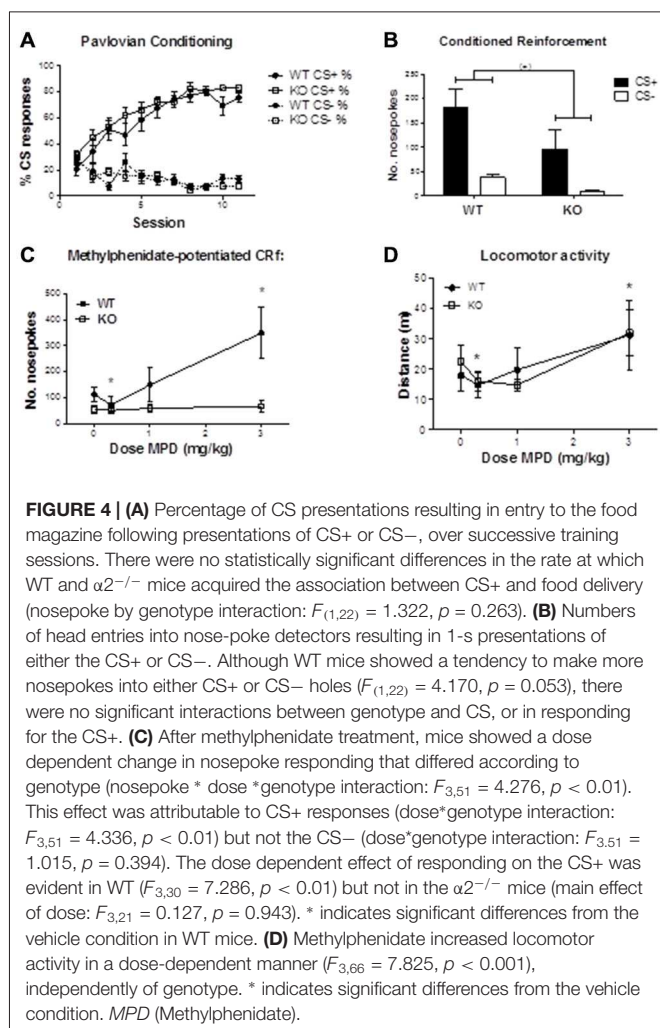 A
Pavlovian Conditioning
% CS responses
100
80
60
40
20
0
0
5
10
Session
WT CS+ %
KO CS+ %
WT CS- %
KO CS- %
B
Conditioned Reinforcement
No. nosepokes
250
200
150
100
50
0
(+)
WT
KO
CS+
CS-
C
Methylphenidate-potentiated CRf:
No. nosepokes
500
400
300
200
100
0
WT
KO
*
*
0
1
2
3
Dose MPD (mg/kg)
D
Locomotor activity
Distance (m)
50
40
30
20
10
0
WT
KO
*
*
0
1
2
3
Dose MPD (mg/kg)
FIGURE 4 | (A) Percentage of CS presentations resulting in entry to the food
magazine following presentations of CS+ or CS−, over successive training
sessions. There were no statistically significant differences in the rate at which
WT and α2−/− mice acquired the association between CS+ and food delivery
(nosepoke by genotype interaction: F(1,22) = 1.322, p = 0.263). (B) Numbers
of head entries into nose-poke detectors resulting in 1-s presentations of
either the CS+ or CS−. Although WT mice showed a tendency to make more
nosepokes into either CS+ or CS− holes (F(1,22) = 4.170, p = 0.053), there
were no significant interactions between genotype and CS, or in responding
for the CS+. (C) After methylphenidate treatment, mice showed a dose
dependent change in nosepoke responding that differed according to
genotype (nosepoke * dose *genotype interaction: F3,51 = 4.276, p < 0.01).
This effect was attributable to CS+ responses (dose*genotype interaction:
F3,51 = 4.336, p < 0.01) but not the CS− (dose*genotype interaction: F3.51 =
1.015, p = 0.394). The dose dependent effect of responding on the CS+ was
evident in WT (F3,30 = 7.286, p < 0.01) but not in the α2−/− mice (main
effect of dose: F3,21 = 0.127, p = 0.943). * indicates significant differences from the
vehicle condition in WT mice. (D) Methylphenidate increased locomotor
activity in a dose-dependent manner (F3,66 = 7.825, p < 0.001),
independently of genotype. * indicates significant differences from the vehicle
condition. MPD (Methylphenidate).